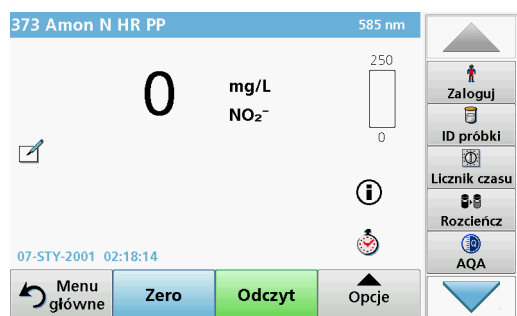 373 Amon N HR PP 585 nm
250
0 mg/L
NO₂⁻
0
07-STY-2001 02:18:14
Menu główne
Zero
Odczyt
Opcje
Zaloguj
ID próbki
Licznik czasu
Rozcieńcz
AQA